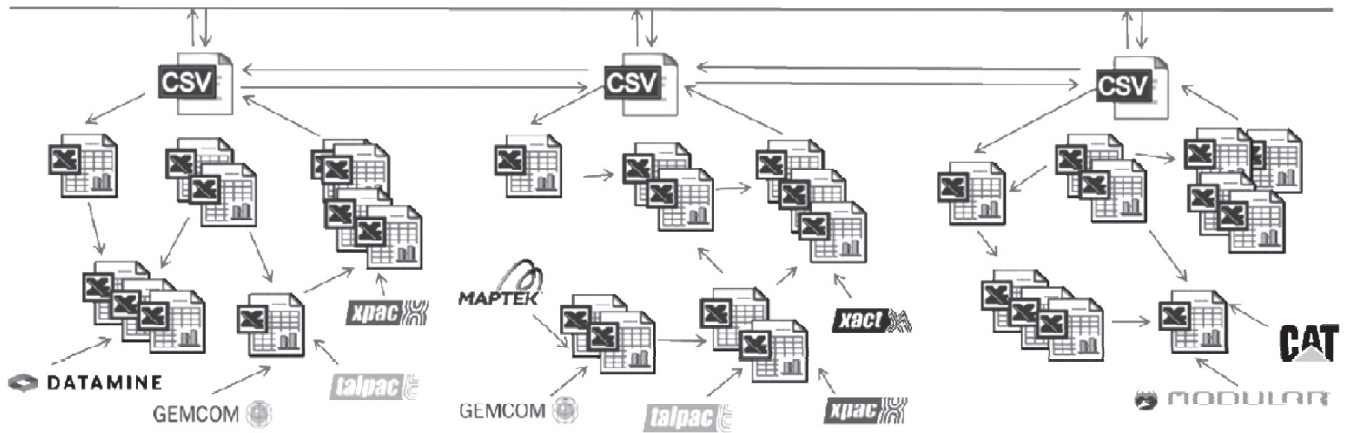 CSV
CSV
CSV
xpac
DATAMINE
GEMCOM
talpac
MAPTEK
GEMCOM
talpac
xpac
xact
CAT
MODULAR